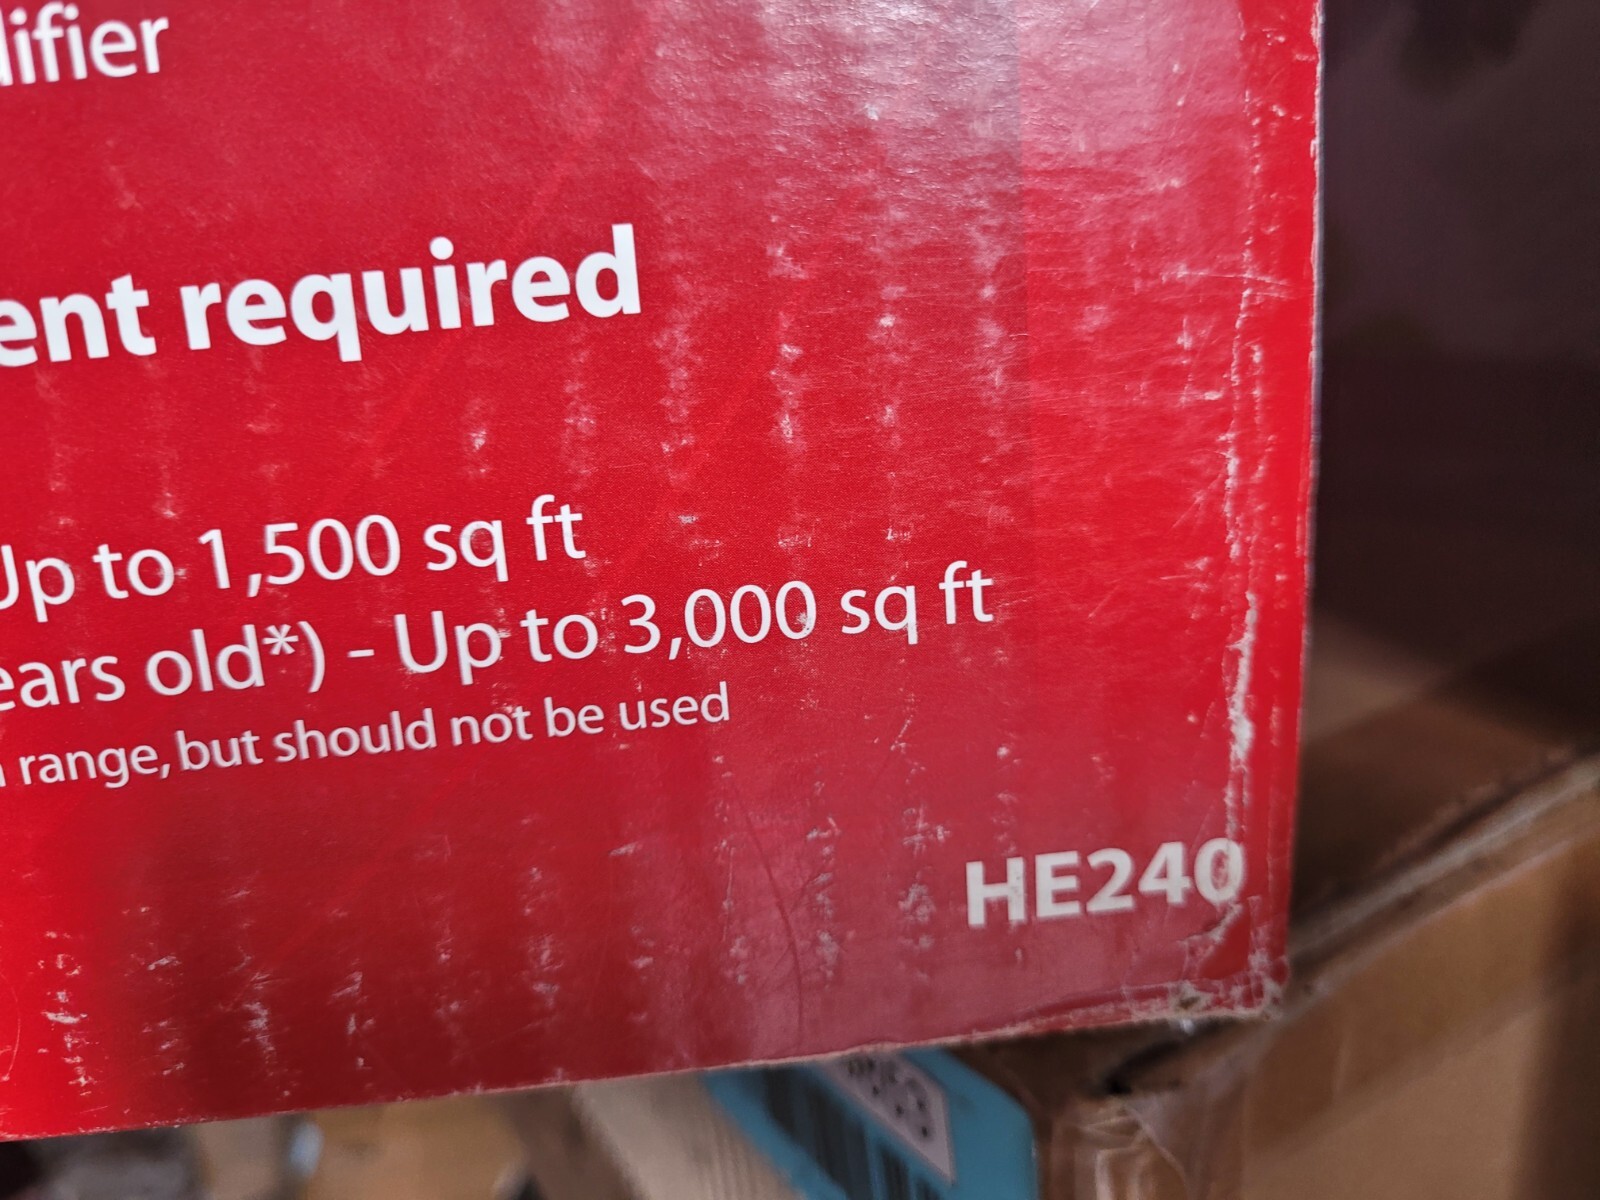 ifier
ent required
Up to 1,500 sq ft
ears old*) - Up to 3,000 sq ft
range, but should not be used
HE240